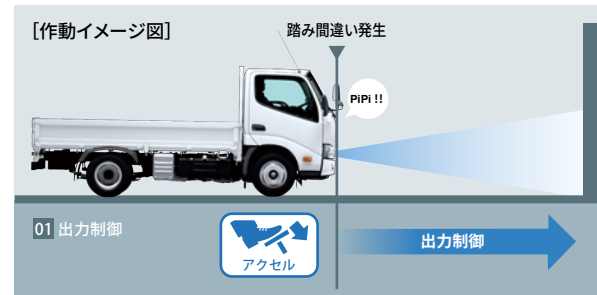 ［作動イメージ図］
踏み間違い発生
PiPi !!
01 出力制御
アクセル
出力制御